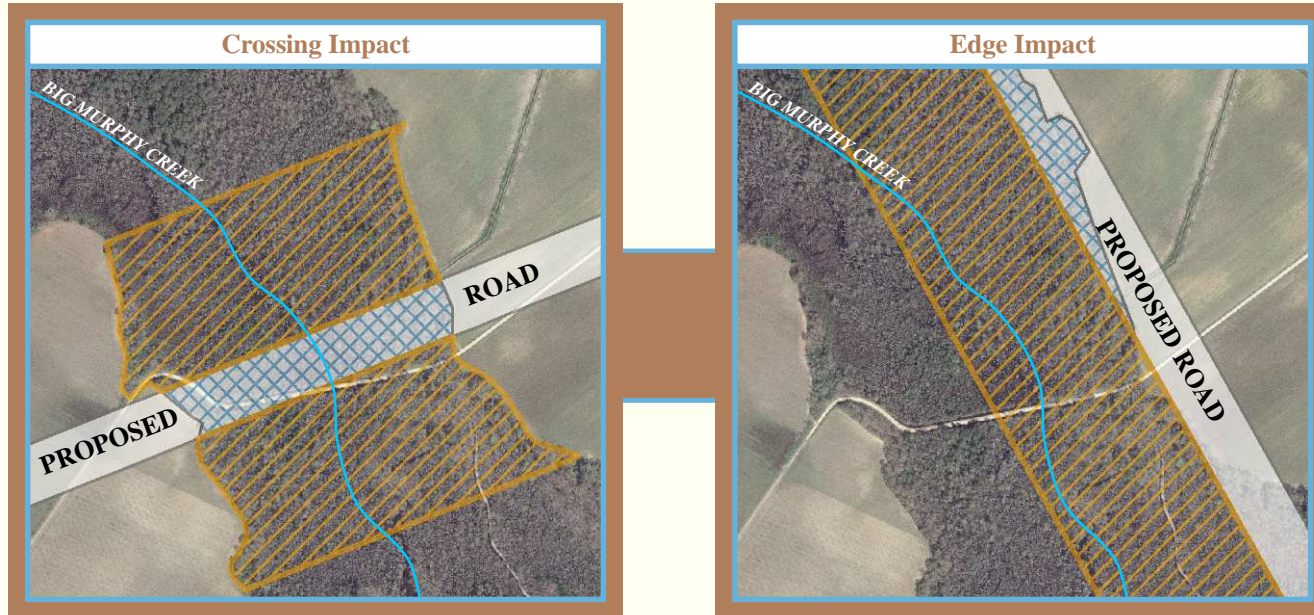 Crossing Impact
BIG MURPHY CREEK
ROAD
PROPOSED
Edge Impact
BIG MURPHY CREEK
PROPOSED ROAD